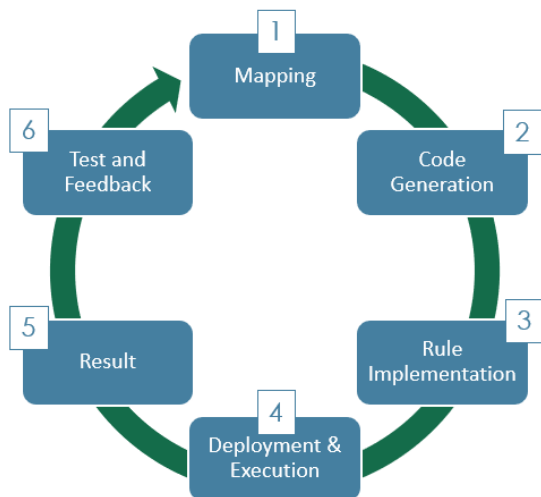 1
Mapping
2
Code
Generation
3
Rule
Implementation
4
Deployment &
Execution
5
Result
6
Test and
Feedback